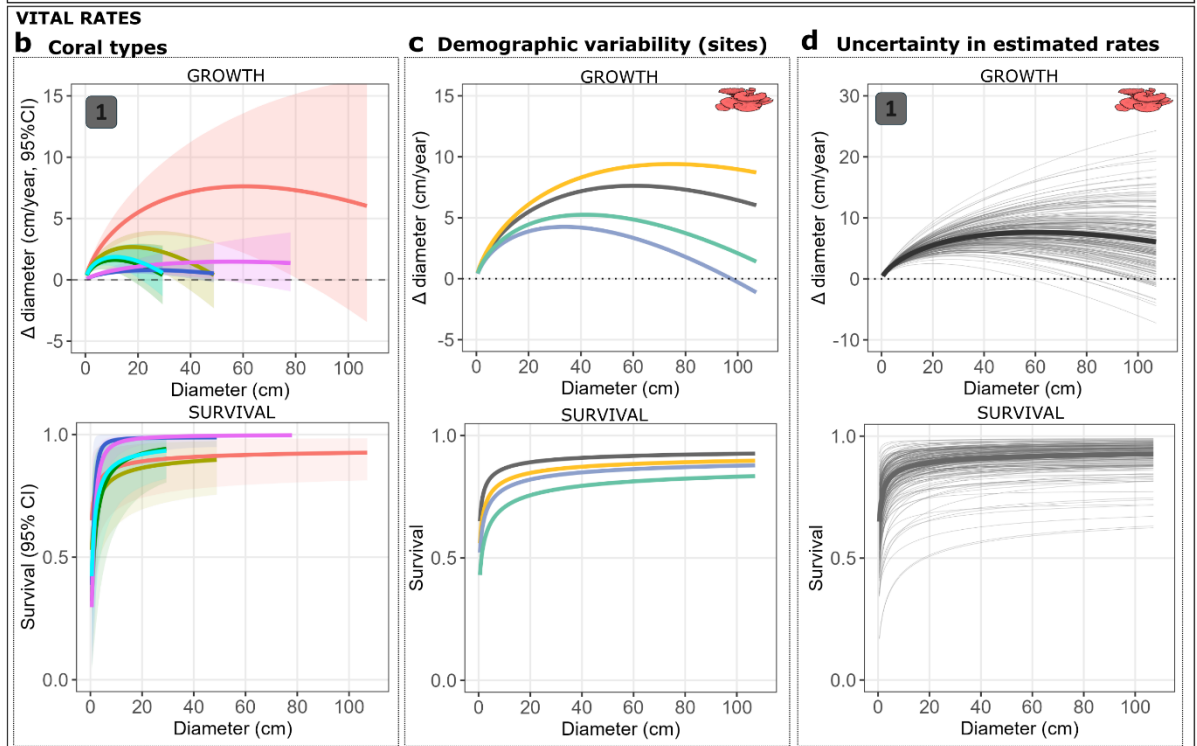 VITAL RATES
b Coral types
GROWTH
1
Δ diameter (cm/year, 95%CI)
15
10
5
0
-5
0 20 40 60 80 100
Diameter (cm)
SURVIVAL
Survival (95% CI)
1.0
0.5
0.0
0 20 40 60 80 100
Diameter (cm)
c Demographic variability (sites)
GROWTH
Δ diameter (cm/year)
15
10
5
0
-5
0 20 40 60 80 100
Diameter (cm)
SURVIVAL
Survival
1.0
0.5
0.0
0 20 40 60 80 100
Diameter (cm)
d Uncertainty in estimated rates
GROWTH
1
Δ diameter (cm/year)
30
20
10
0
-10
0 20 40 60 80 100
Diameter (cm)
SURVIVAL
Survival
1.0
0.5
0.0
0 20 40 60 80 100
Diameter (cm)